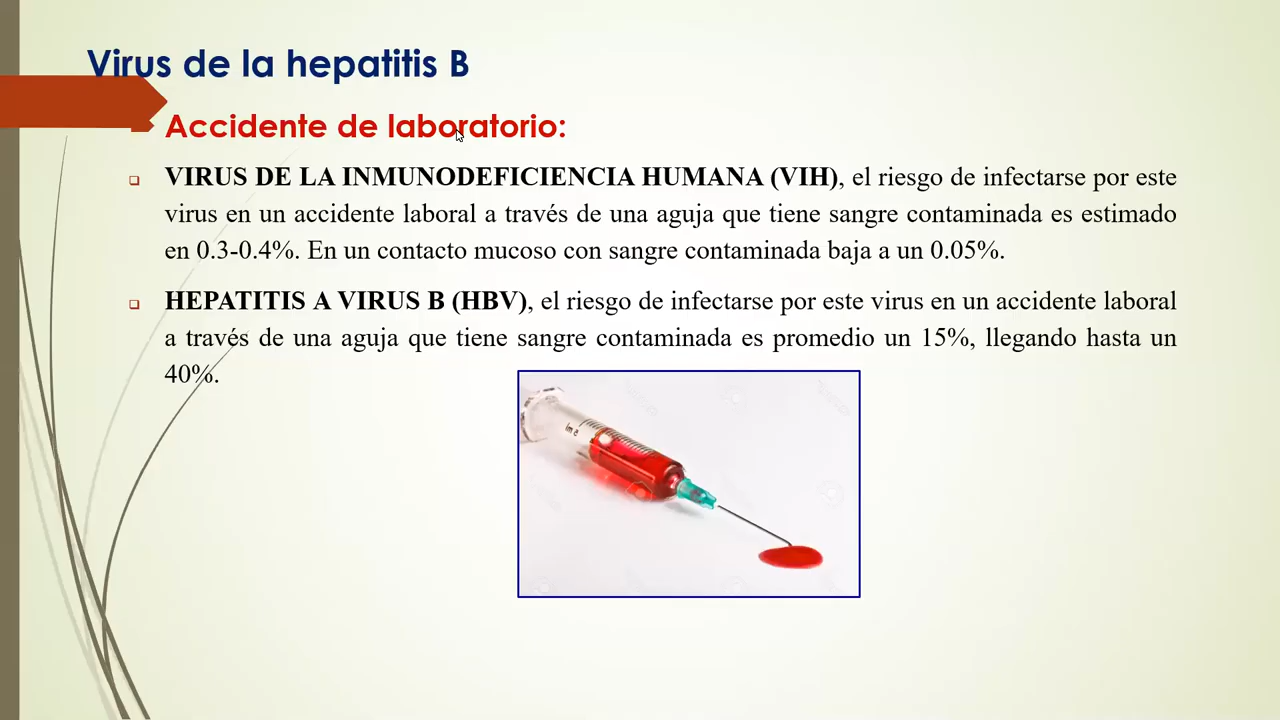 Virus de la hepatitis B
Accidente de laboratorio:
VIRUS DE LA INMUNODEFICIENCIA HUMANA (VIH), el riesgo de infectarse por este
virus en un accidente laboral a través de una aguja que tiene sangre contaminada es estimado
en 0.3-0.4%. En un contacto mucoso con sangre contaminada baja a un 0.05%.
HEPATITIS A VIRUS B (HBV), el riesgo de infectarse por este virus en un accidente laboral
a través de una aguja que tiene sangre contaminada es promedio un 15%, llegando hasta un
40%.